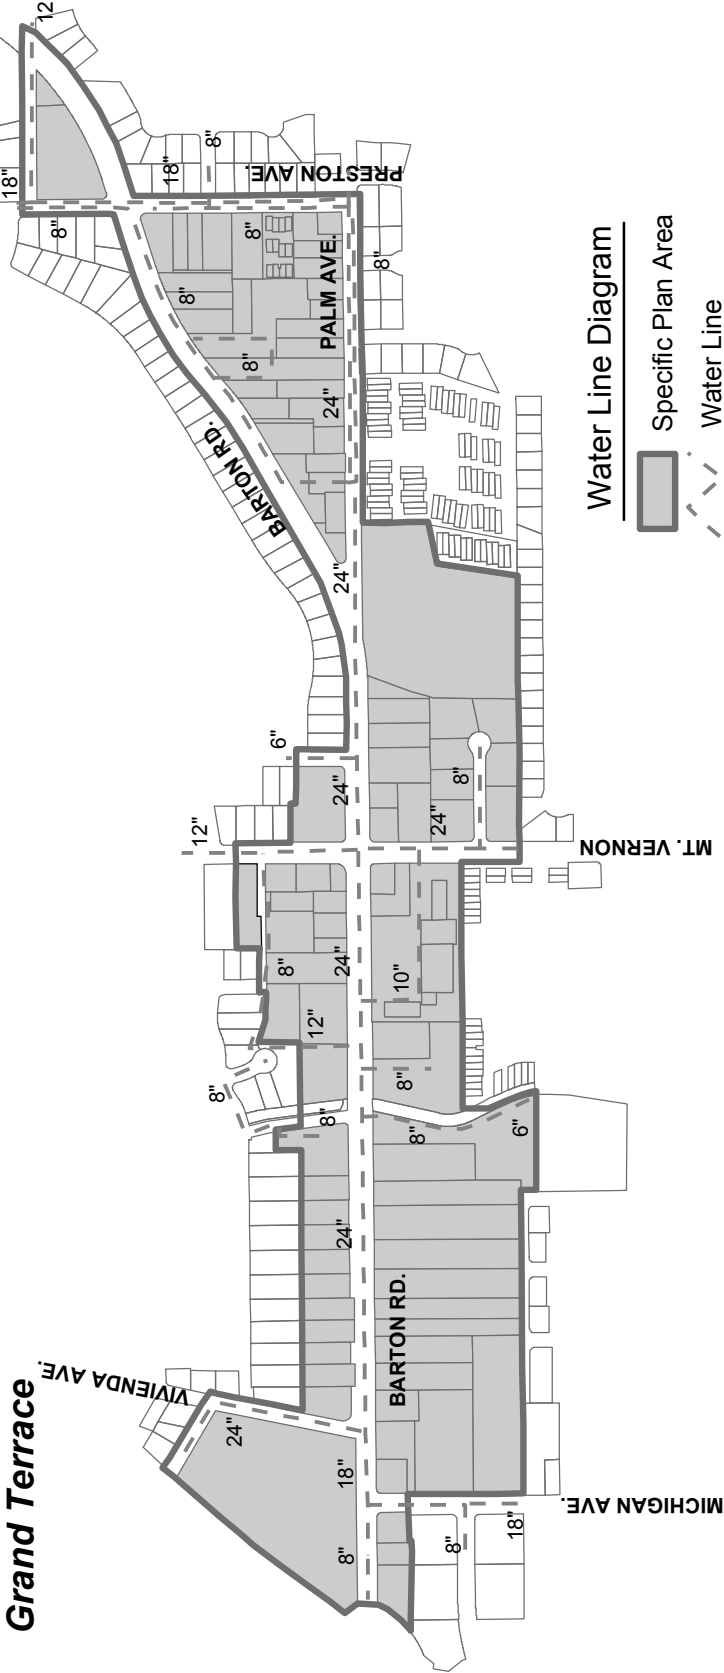 Grand Terrace
VIVIENDA AVE.
24"
18"
8"
8"
18"
MICHIGAN AVE.
BARTON RD.
24"
8"
8"
8"
6"
8"
12"
8"
24"
10"
12"
MT. VERNON
24"
8"
24"
6"
24"
BARTON RD.
24"
PALM AVE.
8"
8"
8"
8"
8"
18"
8"
PRESTON AVE.
18"
12
Water Line Diagram
Specific Plan Area
Water Line